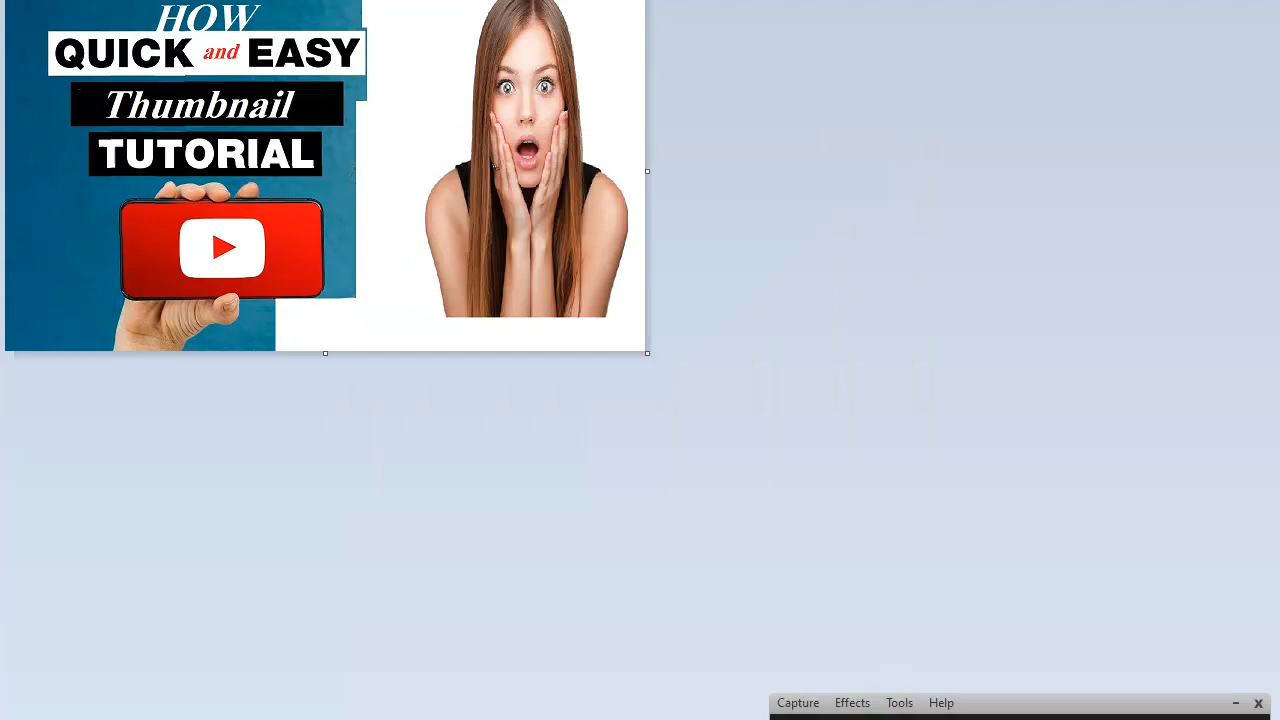 HOW
QUICK and EASY
Thumbnail
TUTORIAL
Capture Effects Tools Help